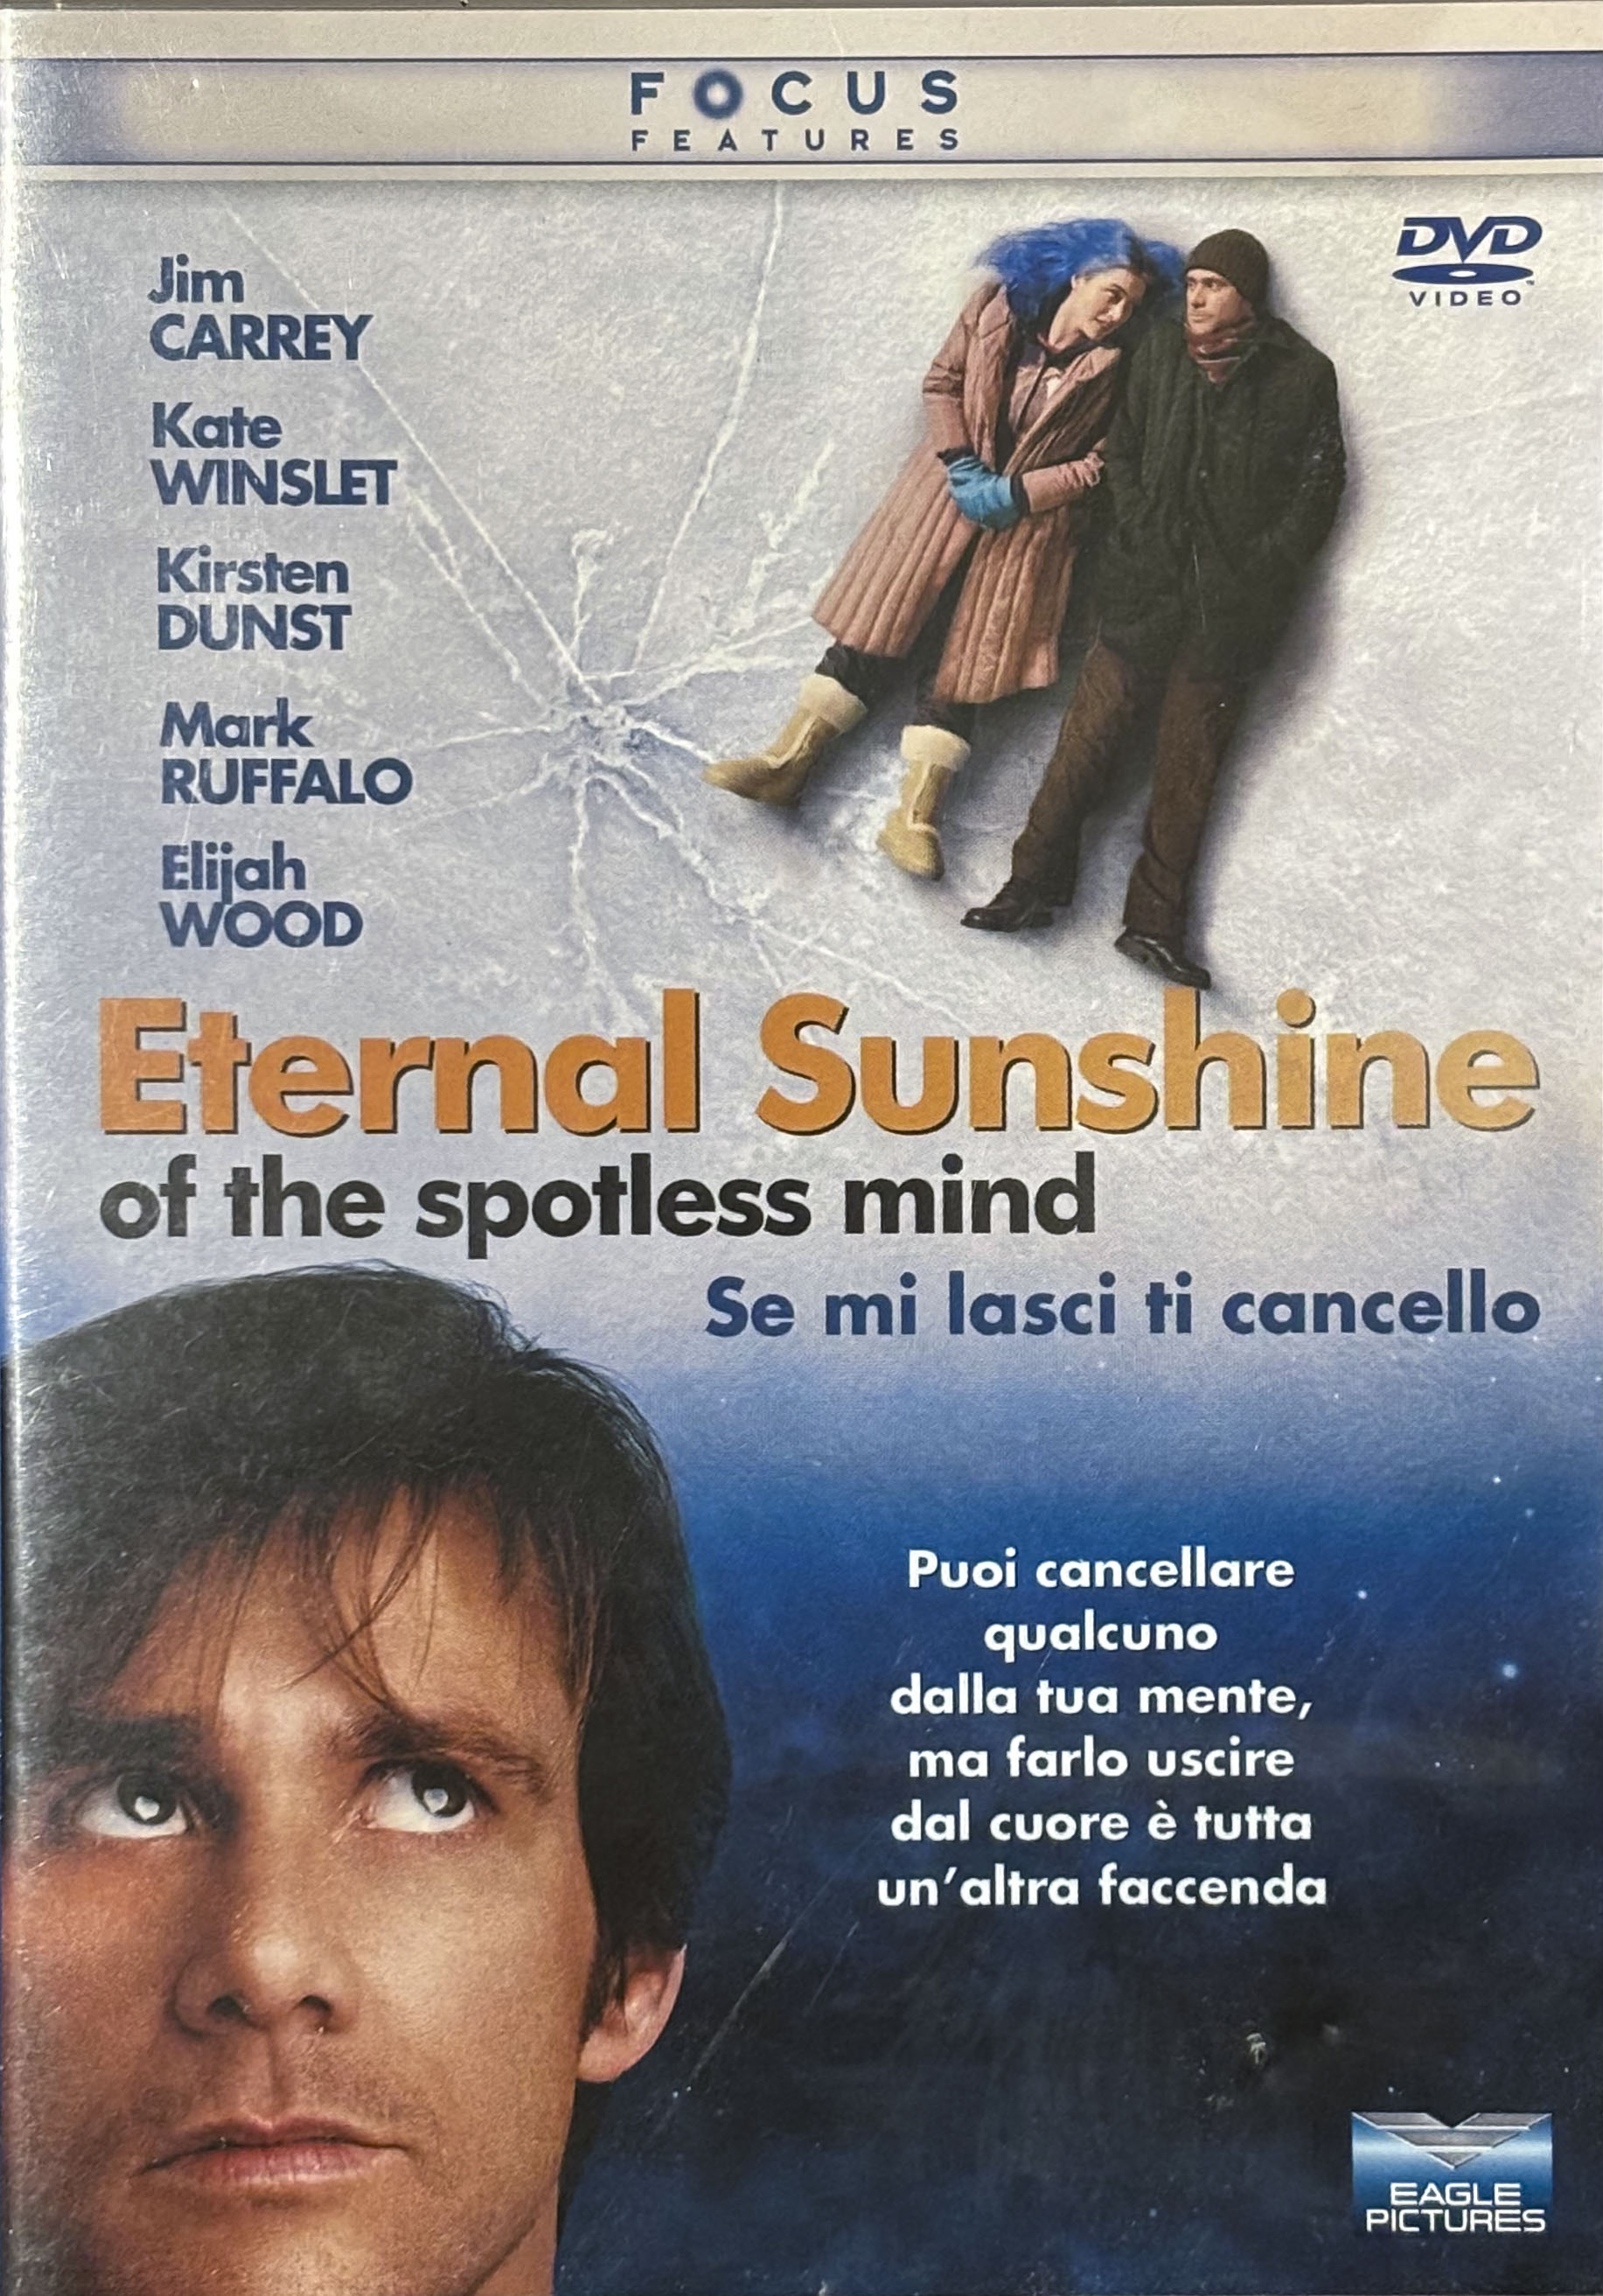 FOCUS
FEATURES
DVD
VIDEO
Jim
CARREY
Kate
WINSLET
Kirsten
DUNST
Mark
RUFFALO
Elijah
WOOD
Eternal Sunshine
of the spotless mind
Se mi lasci ti cancello
Puoi cancellare
qualcuno
dalla tua mente,
ma farlo uscire
dal cuore è tutta
un'altra faccenda
EAGLE
PICTURES